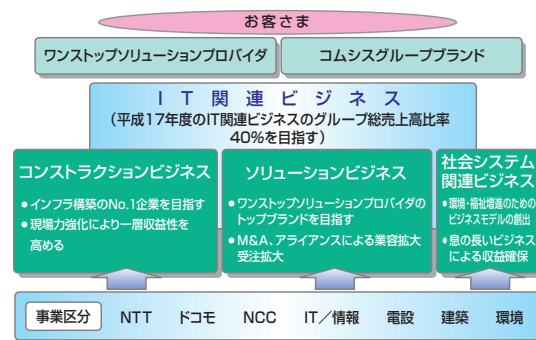 お客さま
ワンストップソリューションプロバイダ
コムシスグループブランド
IT関連ビジネス
(平成17年度のIT関連ビジネスのグループ総売上高比率
40%を目指す)
コンストラクションビジネス
●インフラ構築のNo.1企業を目指す
●現場力強化により一層収益性を
高める
ソリューションビジネス
●ワンストップソリューションプロバイダの
トップブランドを目指す
●M&A、アライアンスによる業容拡大
受注拡大
社会システム
関連ビジネス
●環境・福祉増進のための
ビジネスモデルの創出
●息の長いビジネス
による収益確保
事業区分 NTT ドコモ NCC IT/情報 電設 建築 環境